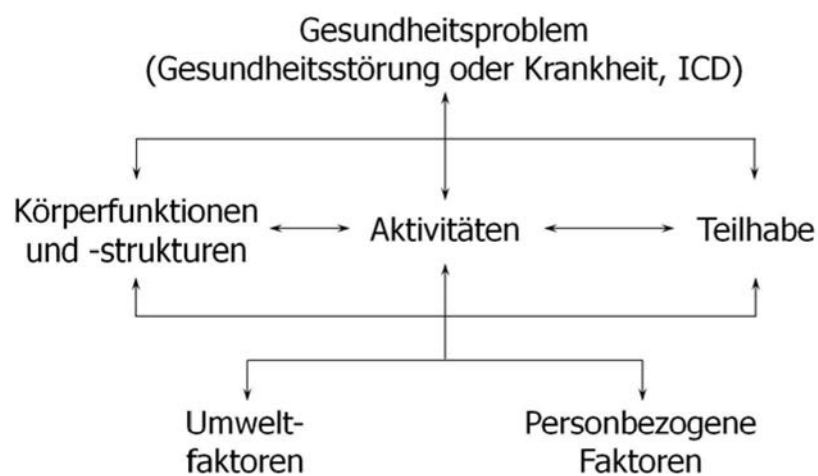 Gesundheitsproblem
(Gesundheitsstörung oder Krankheit, ICD)
Körperfunktionen
und -strukturen
Aktivitäten
Teilhabe
Umwelt-
faktoren
Personbezogene
Faktoren